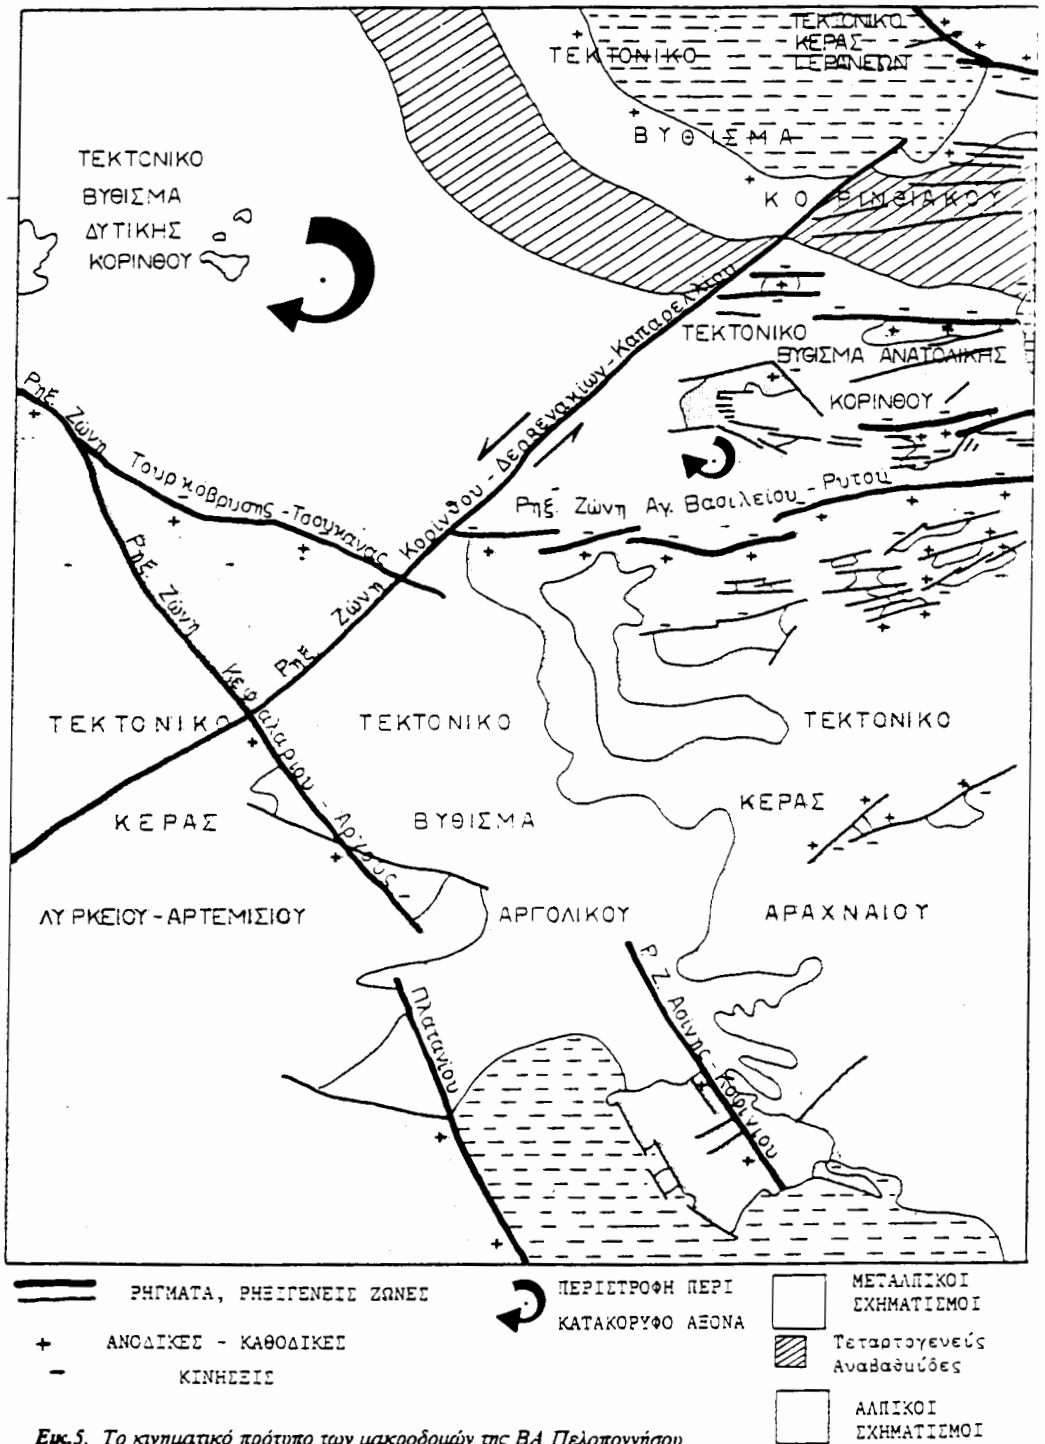 ΤΕΚΤΟΝΙΚΟ
ΚΕΡΑΣ
ΓΕΡΑΝΕΩΝ
ΤΕΚΤΟΝΙΚΟ
ΒΥΘΙΣΜΑ
ΚΟΡΙΝΘΙΑΚΟΥ
ΤΕΚΤΟΝΙΚΟ
ΒΥΘΙΣΜΑ
ΔΥΤΙΚΗΣ
ΚΟΡΙΝΘΟΥ
ΤΕΚΤΟΝΙΚΟ
ΒΥΘΙΣΜΑ ΑΝΑΤΟΛΙΚΗΣ
ΚΟΡΙΝΘΟΥ
Ρηξ. Ζώνη Τουρκόβρυσης - Τσουκάνας
Ρηξ. Ζώνη Κορίνθου - Δερβενακίων - Καπαρελλίου
Ρηξ. Ζώνη Αγ. Βασιλείου - Ρυτού
Ρηξ. Ζώνη Κεφαλαρίου - Άργους -
Πλατανίου
ΤΕΚΤΟΝΙΚΟ
ΚΕΡΑΣ
ΛΥΡΚΕΙΟΥ-ΑΡΤΕΜΙΣΙΟΥ
ΤΕΚΤΟΝΙΚΟ
ΒΥΘΙΣΜΑ
ΑΡΓΟΛΙΚΟΥ
ΤΕΚΤΟΝΙΚΟ
ΚΕΡΑΣ
ΑΡΑΧΝΑΙΟΥ
Ρ. Ζ. Ασίνης - Κοφινίου
ΡΗΓΜΑΤΑ, ΡΗΞΙΓΕΝΕΙΣ ΖΩΝΕΣ
+ ΑΝΟΔΙΚΕΣ - ΚΑΘΟΔΙΚΕΣ
- ΚΙΝΗΣΕΙΣ
ΠΕΡΙΣΤΡΟΦΗ ΠΕΡΙ
ΚΑΤΑΚΟΡΥΦΟ ΑΞΟΝΑ
ΜΕΤΑΛΠΙΚΟΙ
ΣΧΗΜΑΤΙΣΜΟΙ
Τεταρτογενείς
Αναβαθμίδες
ΑΛΠΙΚΟΙ
ΣΧΗΜΑΤΙΣΜΟΙ
Εικ.5. Το κινηματικό πρότυπο των μακροδομών της ΒΑ Πελοποννήσου